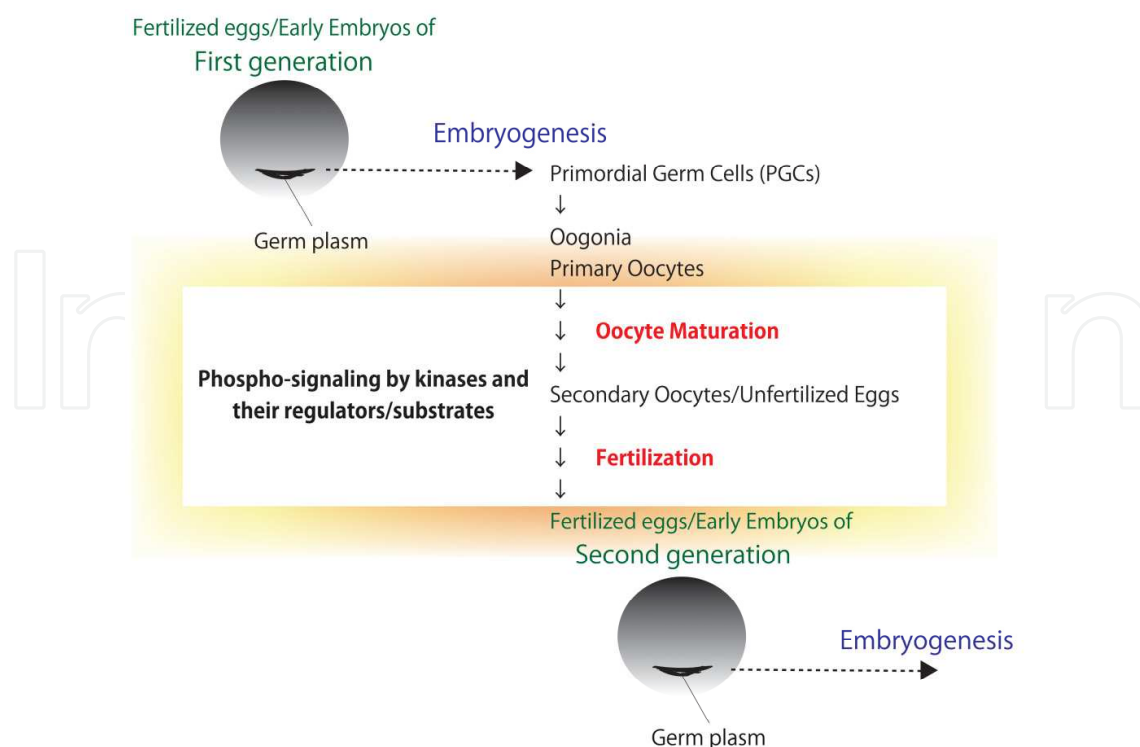 Fertilized eggs/Early Embryos of
First generation
Embryogenesis
Primordial Germ Cells (PGCs)
↓
Germ plasm
Oogonia
Primary Oocytes
↓
↓ Oocyte Maturation
↓
Phospho-signaling by kinases and
their regulators/substrates
Secondary Oocytes/Unfertilized Eggs
↓
↓ Fertilization
↓
Fertilized eggs/Early Embryos of
Second generation
Embryogenesis
Germ plasm